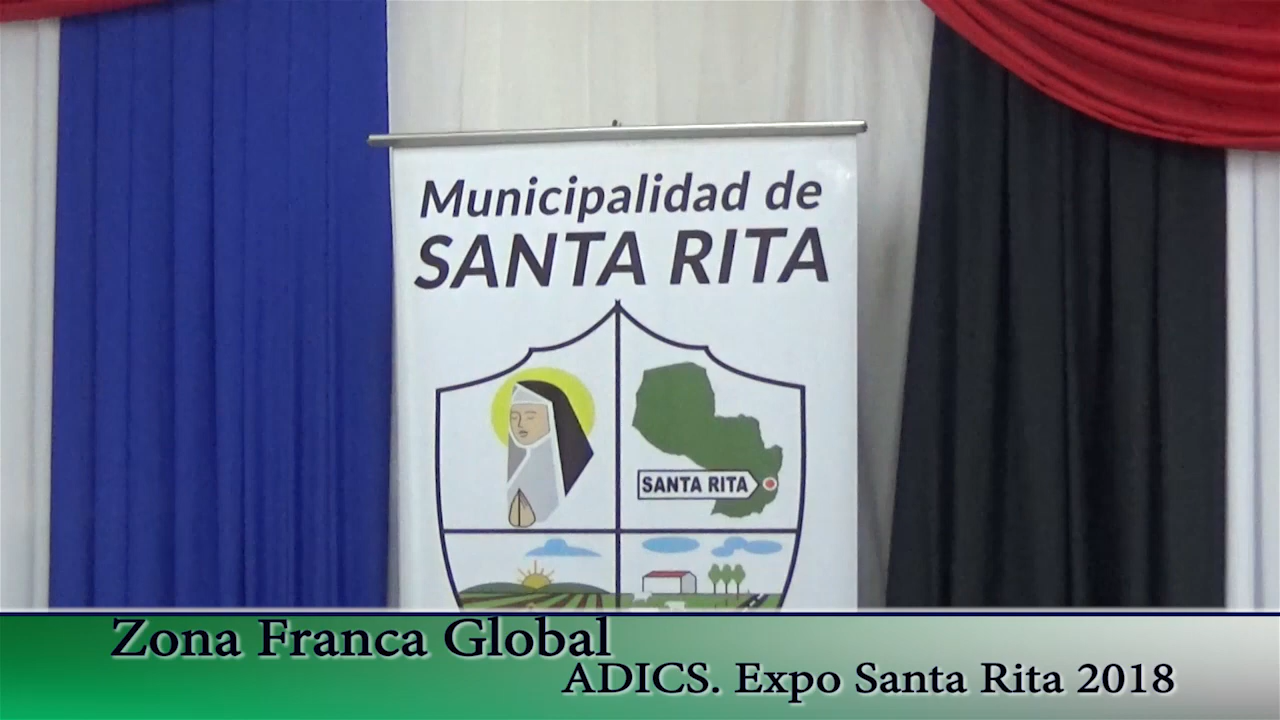 Municipalidad de
SANTA RITA
SANTA RITA
Zona Franca Global
ADICS. Expo Santa Rita 2018